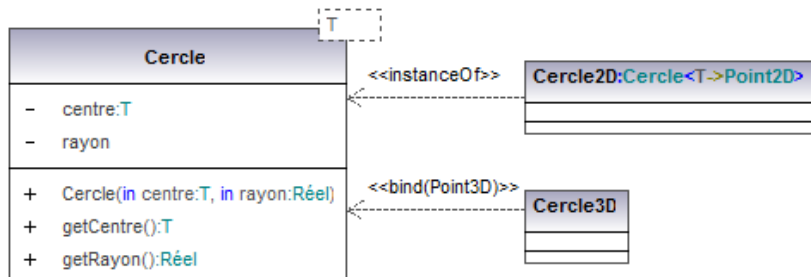 T
Cercle
- centre:T
- rayon
+ Cercle(in centre:T, in rayon:Réel)
+ getCentre():T
+ getRayon():Réel
<<instanceOf>>
Cercle2D:Cercle<T->Point2D>
<<bind(Point3D)>>
Cercle3D